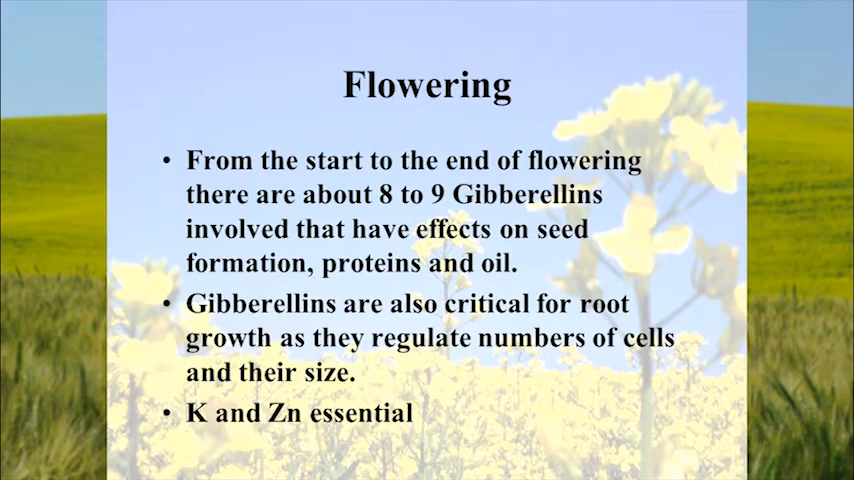 Flowering
• From the start to the end of flowering
there are about 8 to 9 Gibberellins
involved that have effects on seed
formation, proteins and oil.
• Gibberellins are also critical for root
growth as they regulate numbers of cells
and their size.
• K and Zn essential